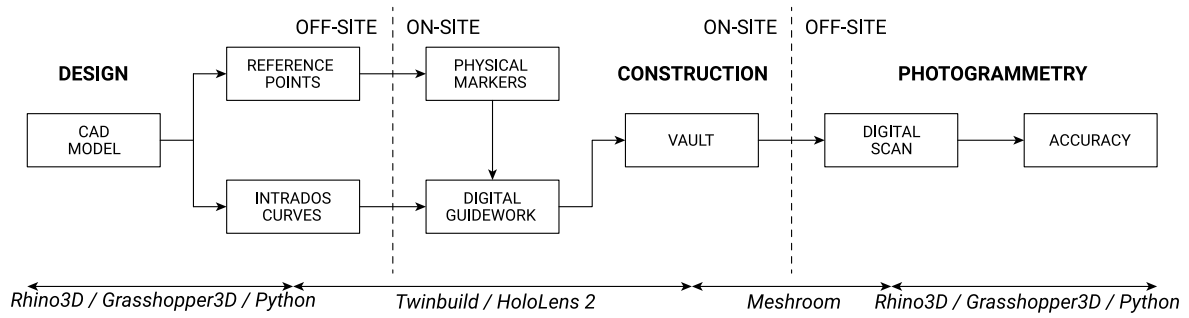 OFF-SITE
ON-SITE
ON-SITE
OFF-SITE
DESIGN
REFERENCE
POINTS
PHYSICAL
MARKERS
CONSTRUCTION
PHOTOGRAMMETRY
CAD
MODEL
VAULT
DIGITAL
SCAN
ACCURACY
INTRADOS
CURVES
DIGITAL
GUIDEWORK
Rhino3D / Grasshopper3D / Python
Twinbuild / HoloLens 2
Meshroom
Rhino3D / Grasshopper3D / Python